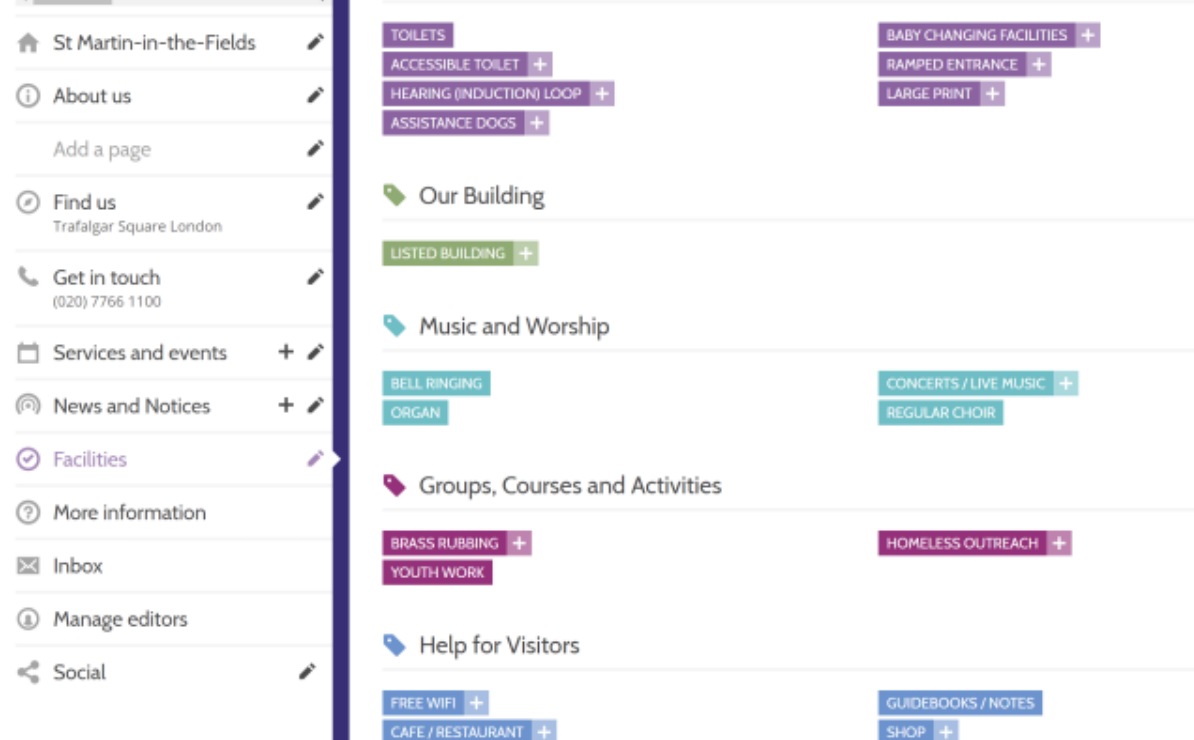 St Martin-in-the-Fields
About us
Add a page
Find us
Trafalgar Square London
Get in touch
(020) 7766 1100
Services and events
News and Notices
Facilities
More information
Inbox
Manage editors
Social
TOILETS
BABY CHANGING FACILITIES +
ACCESSIBLE TOILET +
RAMPED ENTRANCE +
HEARING (INDUCTION) LOOP +
LARGE PRINT +
ASSISTANCE DOGS +
Our Building
LISTED BUILDING +
Music and Worship
BELL RINGING
CONCERTS / LIVE MUSIC +
ORGAN
REGULAR CHOIR
Groups, Courses and Activities
BRASS RUBBING +
HOMELESS OUTREACH +
YOUTH WORK
Help for Visitors
FREE WIFI +
GUIDEBOOKS / NOTES
CAFE / RESTAURANT +
SHOP +